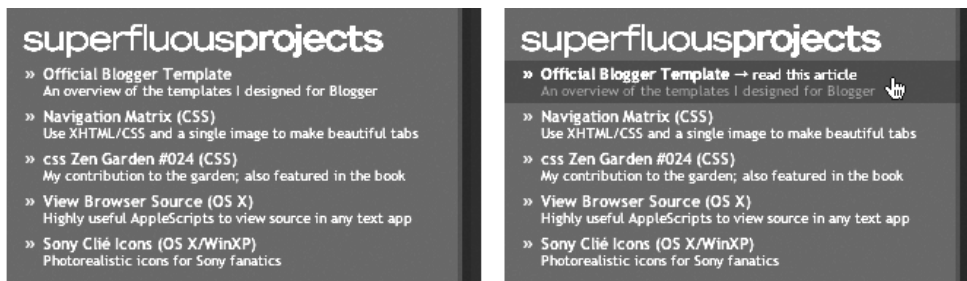 superfluousprojects
» Official Blogger Template
An overview of the templates I designed for Blogger
» Navigation Matrix (CSS)
Use XHTML/CSS and a single image to make beautiful tabs
» css Zen Garden #024 (CSS)
My contribution to the garden; also featured in the book
» View Browser Source (OS X)
Highly useful AppleScripts to view source in any text app
» Sony Clié Icons (OS X/WinXP)
Photorealistic icons for Sony fanatics
superfluousprojects
» Official Blogger Template → read this article
An overview of the templates I designed for Blogger
» Navigation Matrix (CSS)
Use XHTML/CSS and a single image to make beautiful tabs
» css Zen Garden #024 (CSS)
My contribution to the garden; also featured in the book
» View Browser Source (OS X)
Highly useful AppleScripts to view source in any text app
» Sony Clié Icons (OS X/WinXP)
Photorealistic icons for Sony fanatics